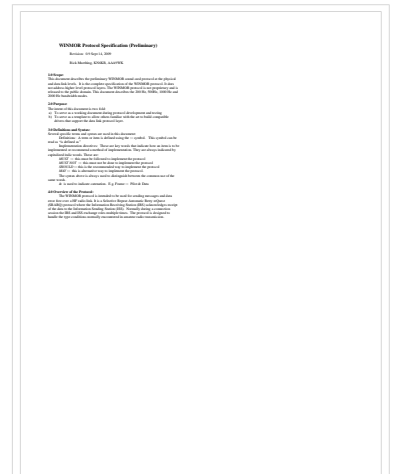 WINMOR Protocol Specification (Preliminary)
Revision: 0.9 Sept 14, 2009
Rick Muething, KN6KB, AAA9WK
1.0 Scope:
This document describes the preliminary WINMOR sound card protocol at the physical
and data link levels. It is the complete specification of the WINMOR protocol. It does
not address higher level protocol layers. The WINMOR protocol is not proprietary and is
released to the public domain. This document describes the 200 Hz, 500Hz, 1600 Hz and
2000 Hz bandwidth modes.
2.0 Purpose
The intent of this document is two fold:
a) To serve as a working document during protocol development and testing.
b) To serve as a complete to allow others familiar with the art to build compatible
drivers that support the data link protocol layer.
3.0 Definitions and Syntax:
Several specific terms and syntax are used in this document:
Definitions: A term or item is defined using the := symbol. This symbol can be
read as "is defined as"
Implementation directives: These are key words that indicate how an item is to be
implemented or recommended method of implementation. They are always indicated by
capitalized italic words. These are:
MUST := this must be followed to implement the protocol
MUST NOT := this must not be done to implement the protocol
SHOULD := this is the recommended way to implement the protocol
MAY := this is alternative way to implement the protocol.
The syntax above is always used to distinguish between the common use of the
same words.
& is used to indicate extension. E.g. Frame := Pilot & Data
4.0 Overview of the Protocol:
The WINMOR protocol is intended to be used for sending messages and data
error free over a HF radio link. It is a Selective Repeat Automatic Retry reQuest
protocol where the Information Receiving Station (IRS) acknowledges receipt
of the data to the Information Sending Station (ISS). Normally during a connection
session the IRS and ISS exchange roles multiple times. The protocol is designed to
handle the type conditions normally encountered in amateur radio transmission.